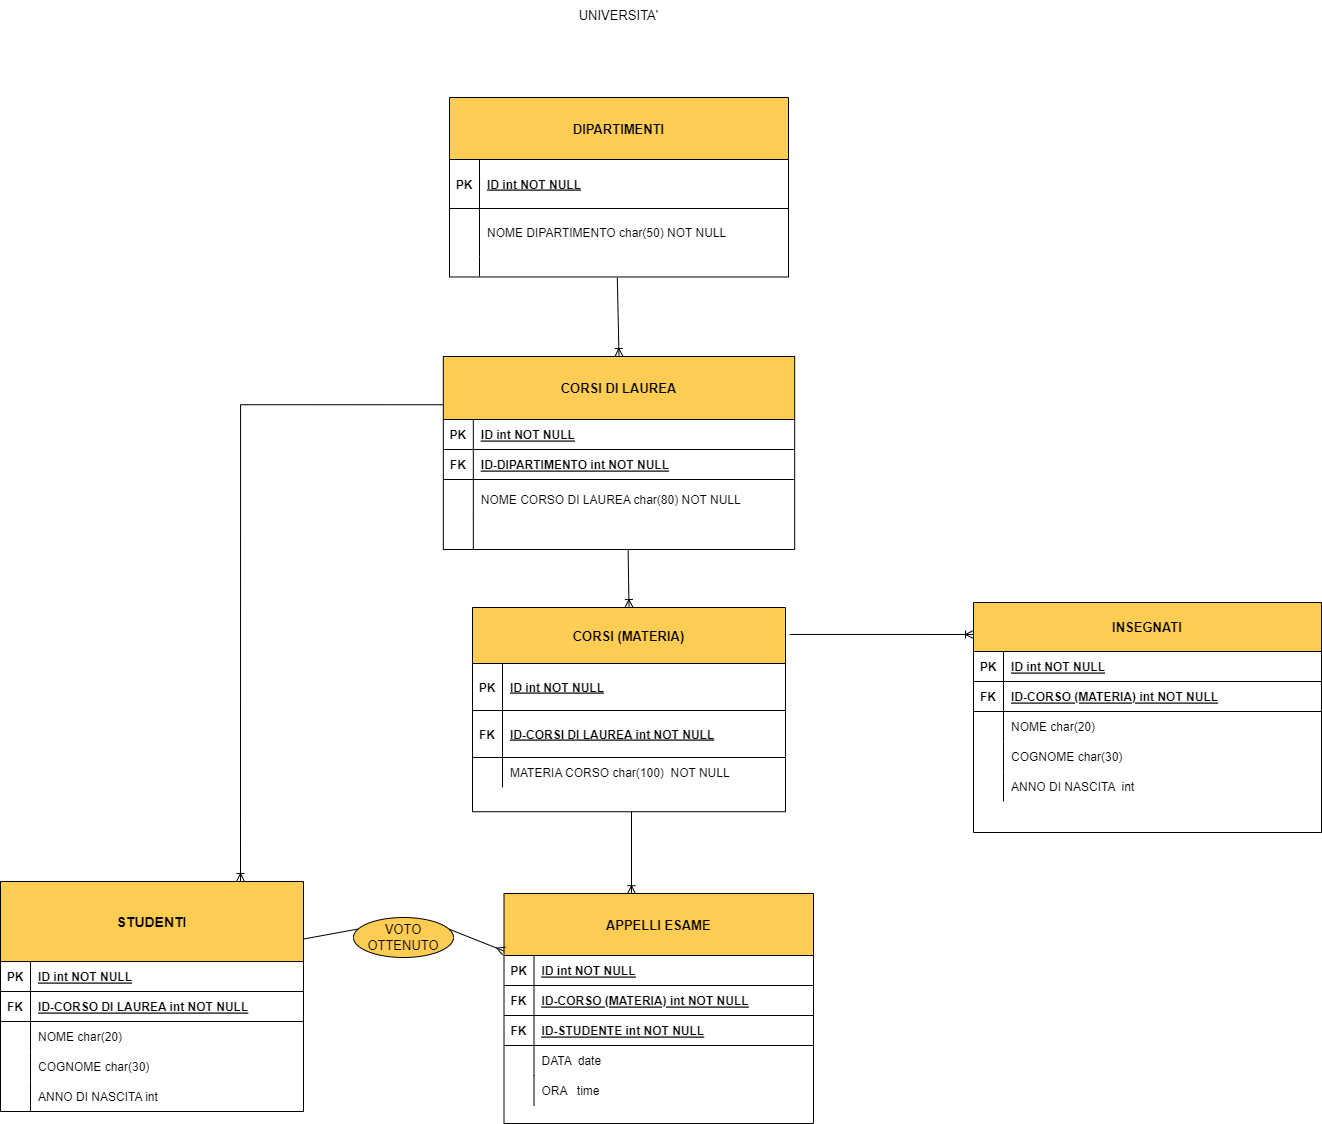 UNIVERSITA'
DIPARTIMENTI
PK ID int NOT NULL
NOME DIPARTIMENTO char(50) NOT NULL
CORSI DI LAUREA
PK ID int NOT NULL
FK ID-DIPARTIMENTO int NOT NULL
NOME CORSO DI LAUREA char(80) NOT NULL
CORSI (MATERIA)
PK ID int NOT NULL
FK ID-CORSI DI LAUREA int NOT NULL
MATERIA CORSO char(100) NOT NULL
INSEGNATI
PK ID int NOT NULL
FK ID-CORSO (MATERIA) int NOT NULL
NOME char(20)
COGNOME char(30)
ANNO DI NASCITA int
STUDENTI
PK ID int NOT NULL
FK ID-CORSO DI LAUREA int NOT NULL
NOME char(20)
COGNOME char(30)
ANNO DI NASCITA int
VOTO
OTTENUTO
APPELLI ESAME
PK ID int NOT NULL
FK ID-CORSO (MATERIA) int NOT NULL
FK ID-STUDENTE int NOT NULL
DATA date
ORA time